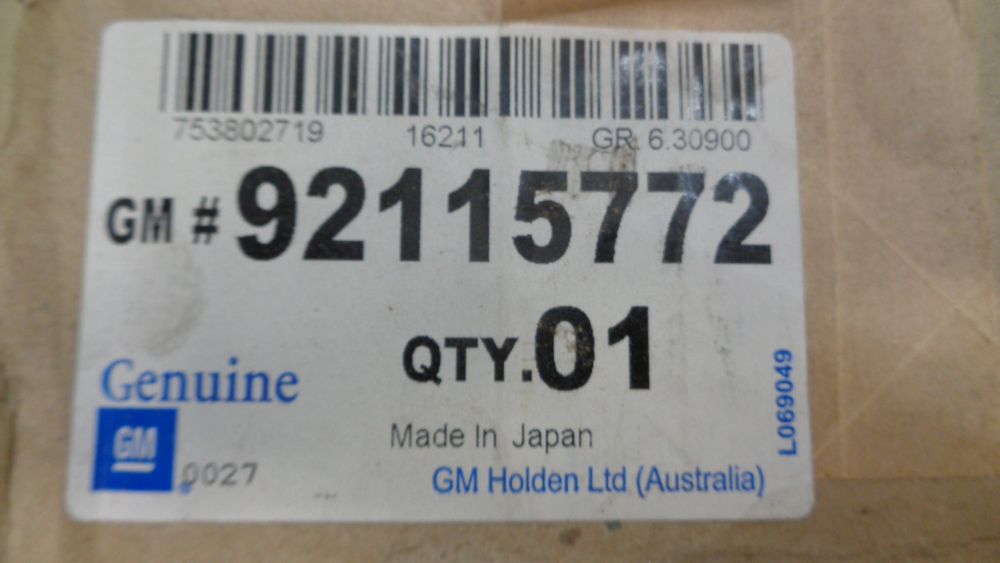 753802719 16211 GR. 6.30900
GM # 92115772
QTY. 01
Genuine
GM
0027
Made In Japan
GM Holden Ltd (Australia)
L069049